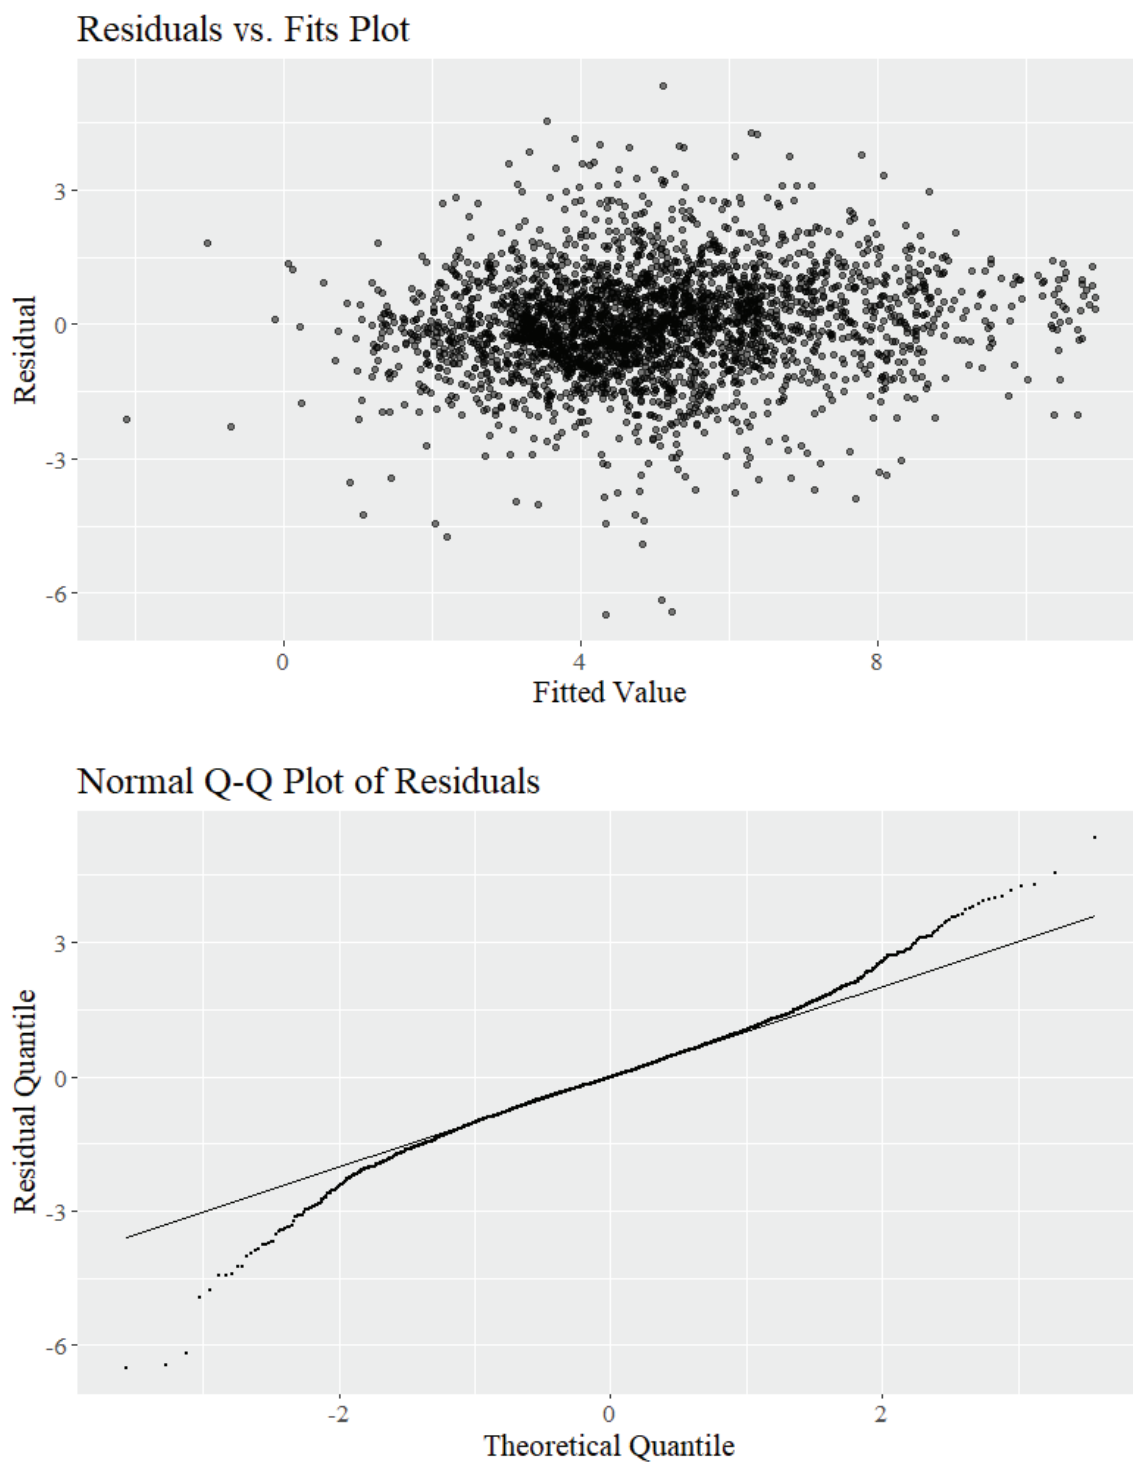 Residuals vs. Fits Plot
Residual
3
0
-3
-6
0 4 8
Fitted Value
Normal Q-Q Plot of Residuals
Residual Quantile
3
0
-3
-6
-2 0 2
Theoretical Quantile